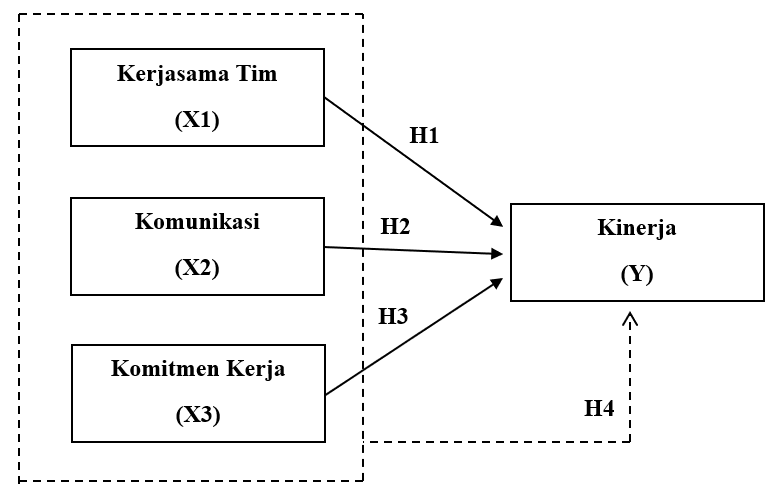 Kerjasama Tim
(X1)
H1
Komunikasi
(X2)
H2
Kinerja
(Y)
H3
Komitmen Kerja
(X3)
H4